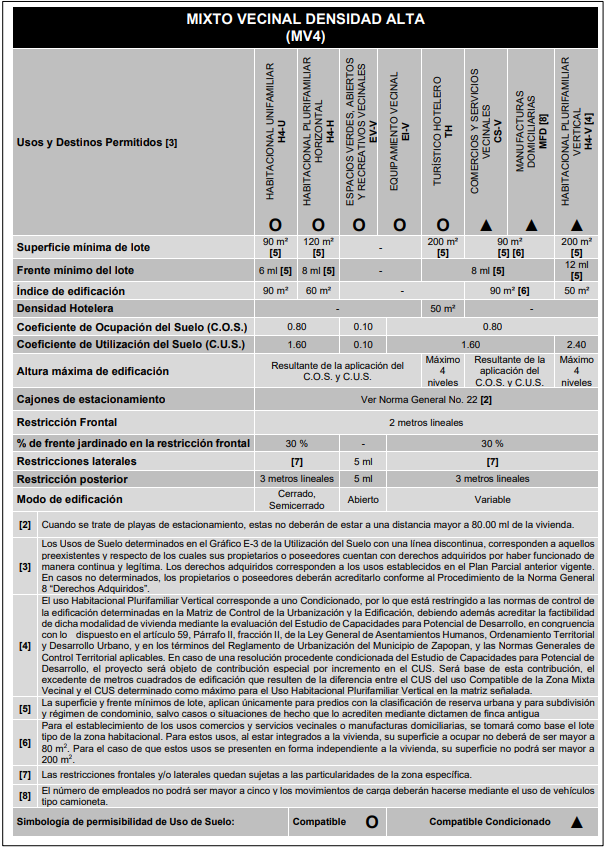 MIXTO VECINAL DENSIDAD ALTA
(MV4)
Usos y Destinos Permitidos [3]
HABITACIONAL UNIFAMILIAR
H4-U
HABITACIONAL PLURIFAMILIAR
HORIZONTAL
H4-H
ESPACIOS VERDES, ABIERTOS
Y RECREATIVOS VECINALES
EV-V
EQUIPAMIENTO VECINAL
EI-V
TURÍSTICO HOTELERO
TH
COMERCIOS Y SERVICIOS
VECINALES
CS-V
MANUFACTURAS
DOMICILIARIAS
MFD [8]
HABITACIONAL PLURIFAMILIAR
VERTICAL
H4-V [4]
O O O O O ▲ ▲ ▲
Superficie mínima de lote
90 m²
[5]
120 m²
[5]
-
200 m²
[5]
90 m²
[5] [6]
200 m²
[5]
Frente mínimo del lote
6 ml [5]
8 ml [5]
-
8 ml [5]
12 ml
[5]
Índice de edificación
90 m²
60 m²
-
90 m² [6]
50 m²
Densidad Hotelera
-
50 m²
-
Coeficiente de Ocupación del Suelo (C.O.S.)
0.80
0.10
0.80
Coeficiente de Utilización del Suelo (C.U.S.)
1.60
0.10
1.60
2.40
Altura máxima de edificación
Resultante de la aplicación del
C.O.S. y C.U.S.
Máximo
4
niveles
Resultante de la
aplicación del
C.O.S. y C.U.S.
Máximo
4
niveles
Cajones de estacionamiento
Ver Norma General No. 22 [2]
Restricción Frontal
2 metros lineales
% de frente jardinado en la restricción frontal
30 %
-
30 %
Restricciones laterales
[7]
5 ml
[7]
Restricción posterior
3 metros lineales
5 ml
3 metros lineales
Modo de edificación
Cerrado,
Semicerrado
Abierto
Variable
[2] Cuando se trate de playas de estacionamiento, estas no deberán de estar a una distancia mayor a 80.00 ml de la vivienda.
[3] Los Usos de Suelo determinados en el Gráfico E-3 de la Utilización del Suelo con una línea discontinua, corresponden a aquellos
preexistentes y respecto de los cuales sus propietarios o poseedores cuentan con derechos adquiridos por haber funcionado de
manera continua y legítima. Los derechos adquiridos corresponden a los usos establecidos en el Plan Parcial anterior vigente.
En casos no determinados, los propietarios o poseedores deberán acreditarlo conforme al Procedimiento de la Norma General
8 “Derechos Adquiridos”.
[4] El uso Habitacional Plurifamiliar Vertical corresponde a uno Condicionado, por lo que está restringido a las normas de control de
la edificación determinadas en la Matriz de Control de la Urbanización y la Edificación, debiendo además acreditar la factibilidad
de dicha modalidad de vivienda mediante la evaluación del Estudio de Capacidades para Potencial de Desarrollo, en congruencia
con lo dispuesto en el artículo 59, Párrafo II, fracción II, de la Ley General de Asentamientos Humanos, Ordenamiento Territorial
y Desarrollo Urbano, y en los términos del Reglamento de Urbanización del Municipio de Zapopan, y las Normas Generales de
Control Territorial aplicables. En caso de una resolución procedente condicionada del Estudio de Capacidades para Potencial de
Desarrollo, el proyecto será objeto de contribución especial por incremento en el CUS. Será base de esta contribución, el
excedente de metros cuadrados de edificación que resulten de la diferencia entre el CUS del uso Compatible de la Zona Mixta
Vecinal y el CUS determinado como máximo para el Uso Habitacional Plurifamiliar Vertical en la matriz señalada.
[5] La superficie y frente mínimos de lote, aplican únicamente para predios con la clasificación de reserva urbana y para subdivisión
y régimen de condominio, salvo casos o situaciones de hecho que lo acrediten mediante dictamen de finca antigua
[6] Para el establecimiento de los usos comercios y servicios vecinales o manufacturas domiciliarias, se tomará como base el lote
tipo de la zona habitacional. Para estos usos, al estar integrados a la vivienda, su superficie a ocupar no deberá de ser mayor a
80 m². Para el caso de que estos usos se presenten en forma independiente a la vivienda, su superficie no podrá ser mayor a
200 m².
[7] Las restricciones frontales y/o laterales quedan sujetas a las particularidades de la zona específica.
[8] El número de empleados no podrá ser mayor a cinco y los movimientos de carga deberán hacerse mediante el uso de vehículos
tipo camioneta.
Simbología de permisibilidad de Uso de Suelo: Compatible O Compatible Condicionado ▲